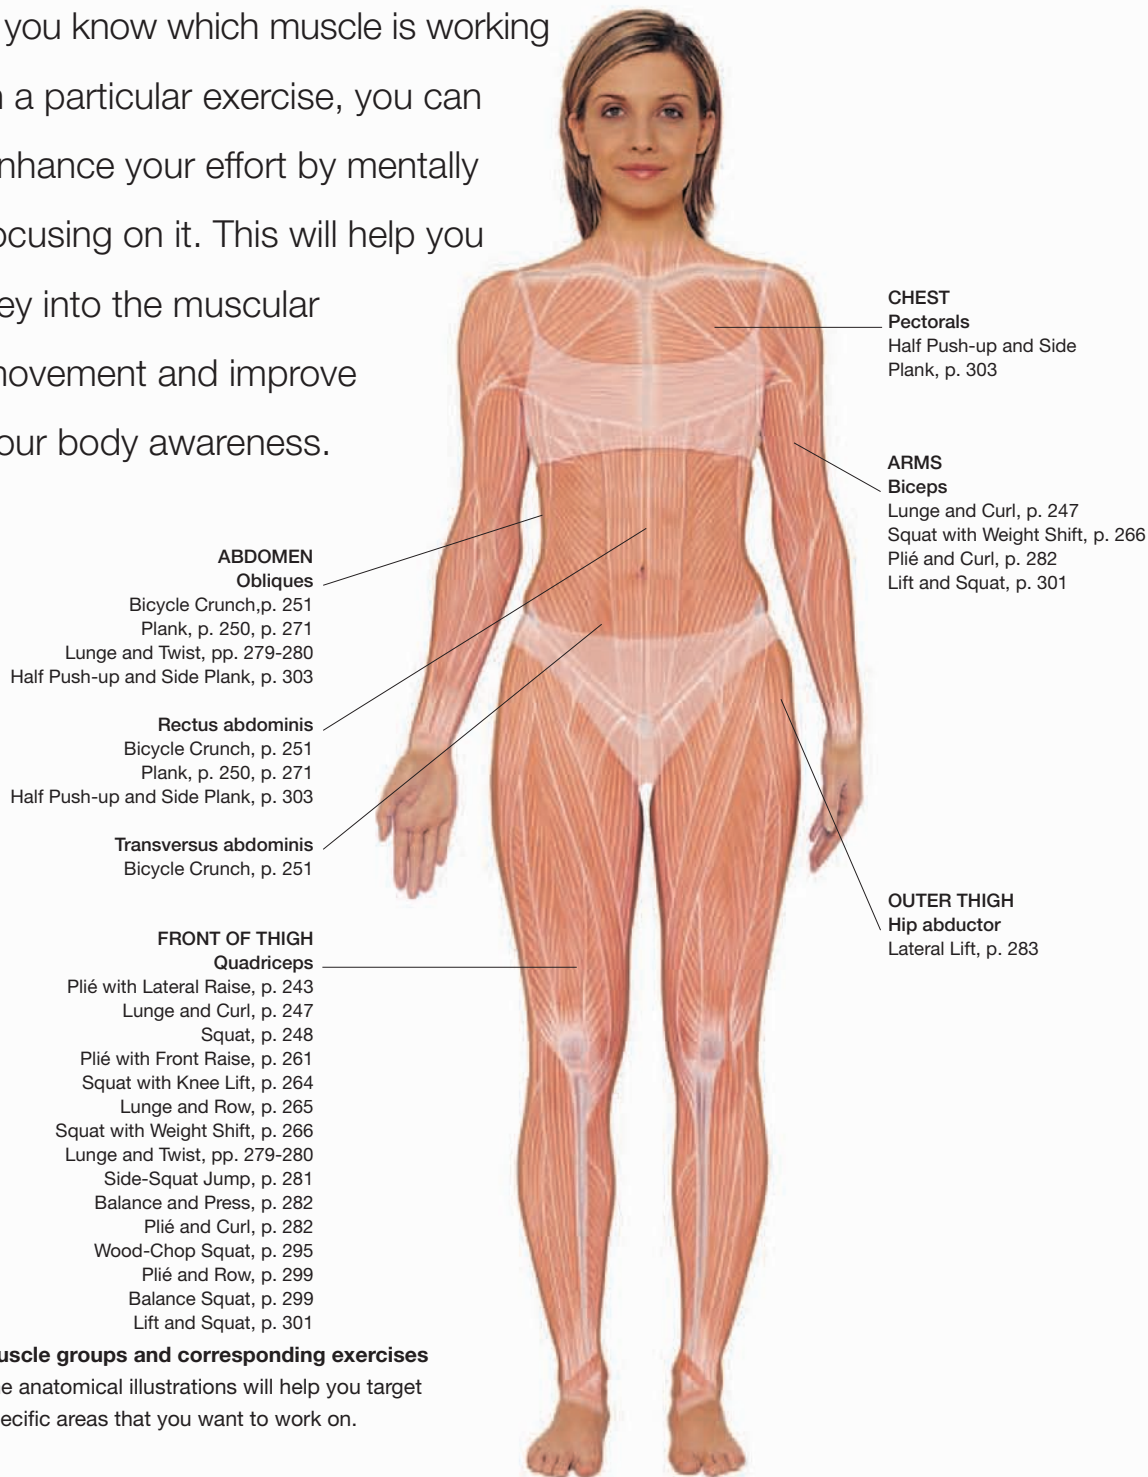 you know which muscle is working
a particular exercise, you can
nhance your effort by mentally
ocusing on it. This will help you
ey into the muscular
movement and improve
our body awareness.
CHEST
Pectorals
Half Push-up and Side
Plank, p. 303
ARMS
Biceps
Lunge and Curl, p. 247
Squat with Weight Shift, p. 266
Plié and Curl, p. 282
Lift and Squat, p. 301
ABDOMEN
Obliques
Bicycle Crunch,p. 251
Plank, p. 250, p. 271
Lunge and Twist, pp. 279-280
Half Push-up and Side Plank, p. 303
Rectus abdominis
Bicycle Crunch, p. 251
Plank, p. 250, p. 271
Half Push-up and Side Plank, p. 303
Transversus abdominis
Bicycle Crunch, p. 251
OUTER THIGH
Hip abductor
Lateral Lift, p. 283
FRONT OF THIGH
Quadriceps
Plié with Lateral Raise, p. 243
Lunge and Curl, p. 247
Squat, p. 248
Plié with Front Raise, p. 261
Squat with Knee Lift, p. 264
Lunge and Row, p. 265
Squat with Weight Shift, p. 266
Lunge and Twist, pp. 279-280
Side-Squat Jump, p. 281
Balance and Press, p. 282
Plié and Curl, p. 282
Wood-Chop Squat, p. 295
Plié and Row, p. 299
Balance Squat, p. 299
Lift and Squat, p. 301
uscle groups and corresponding exercises
e anatomical illustrations will help you target
ecific areas that you want to work on.